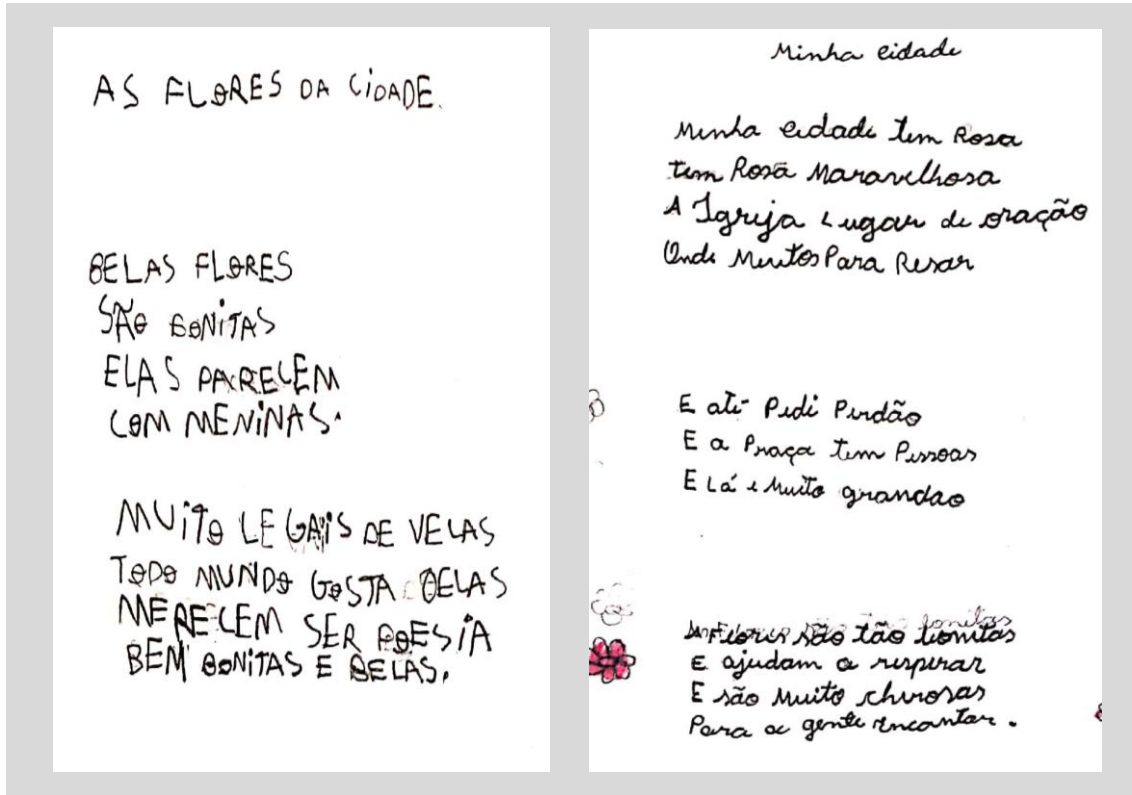 AS FLORES DA CIDADE.
BELAS FLORES
SÃO BONITAS
ELAS PARECEM
COM MENINAS.
MUITO LEGAIS DE VELAS
TODO MUNDO GOSTA DELAS
MERECEM SER POESIA
BEM BONITAS E BELAS.
Minha cidade
Minha cidade tem Rosa
tem Rosa Maravelhosa
A Igreja Lugar de oração
Onde Muitos Para Resar
E até Pedi Perdão
E a Praça tem Pessoas
E Lá e Muito grandao
As Flores são tão bonitas
E ajudam a respirar
E são Muito chirosas
Para a gente encantar.